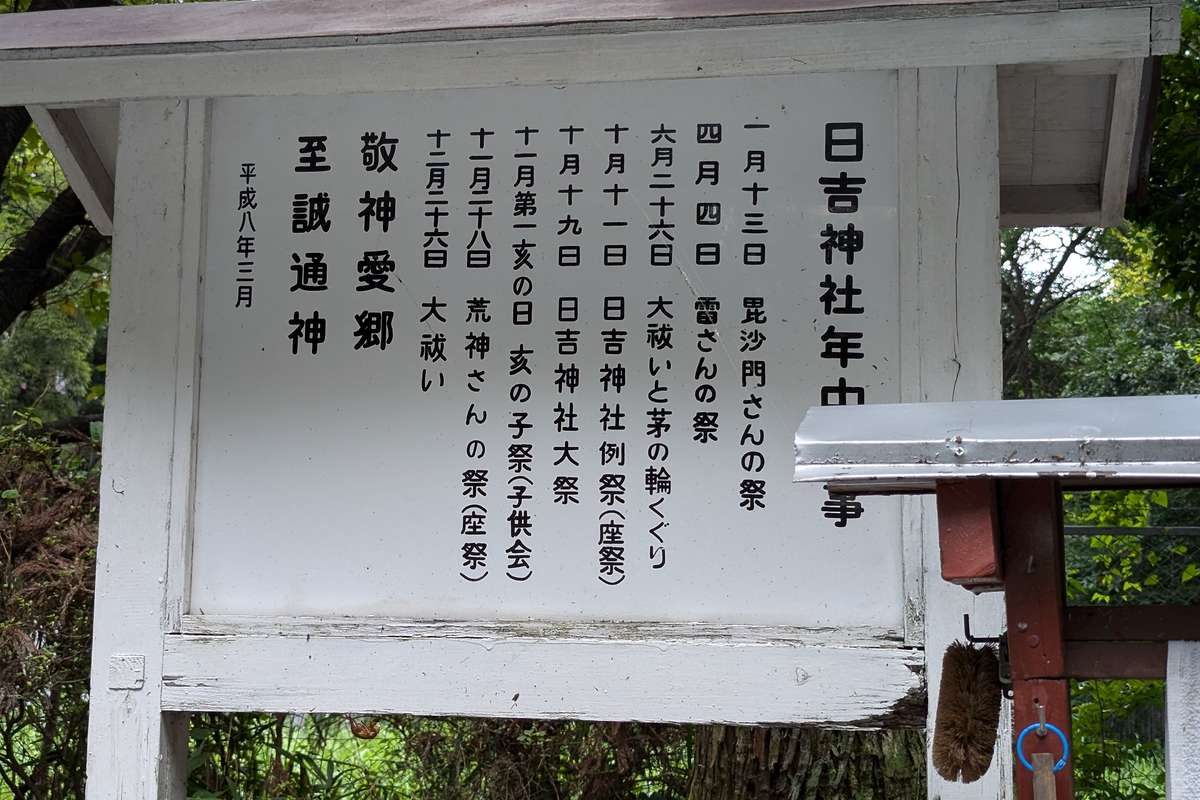 日吉神社年中事
一月十三日 毘沙門さんの祭
四月四日 雷さんの祭
六月二十六日 大祓いと茅の輪くぐり
十月十一日 日吉神社例祭(座祭)
十月十九日 日吉神社大祭
十一月第一亥の日 亥の子祭(子供会)
十一月二十八日 荒神さんの祭(座祭)
十二月二十六日 大祓い
敬神愛郷
至誠通神
平成八年三月